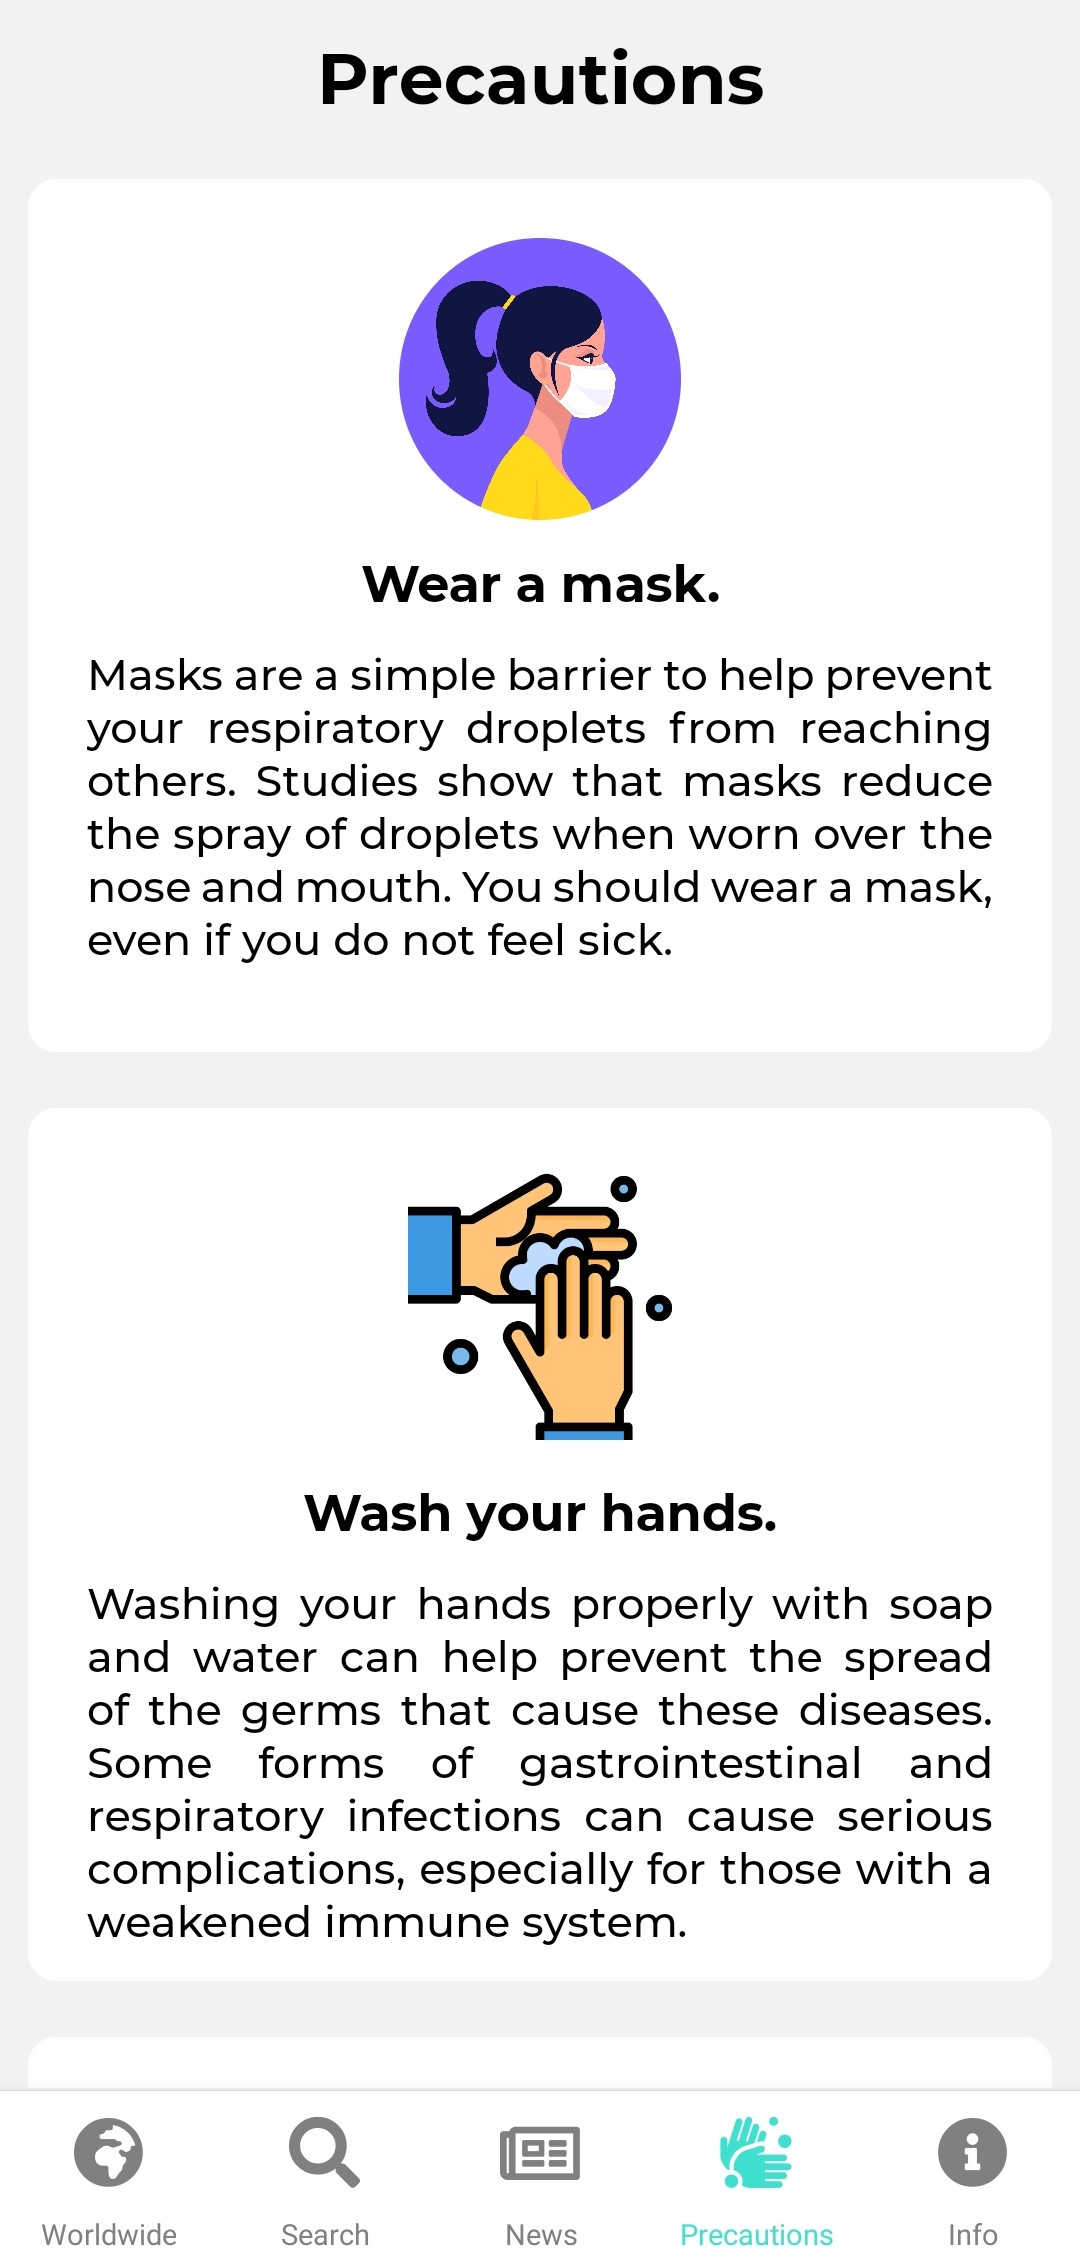 Precautions
Wear a mask.
Masks are a simple barrier to help prevent
your respiratory droplets from reaching
others. Studies show that masks reduce
the spray of droplets when worn over the
nose and mouth. You should wear a mask,
even if you do not feel sick.
Wash your hands.
Washing your hands properly with soap
and water can help prevent the spread
of the germs that cause these diseases.
Some forms of gastrointestinal and
respiratory infections can cause serious
complications, especially for those with a
weakened immune system.
Worldwide
Search
News
Precautions
Info